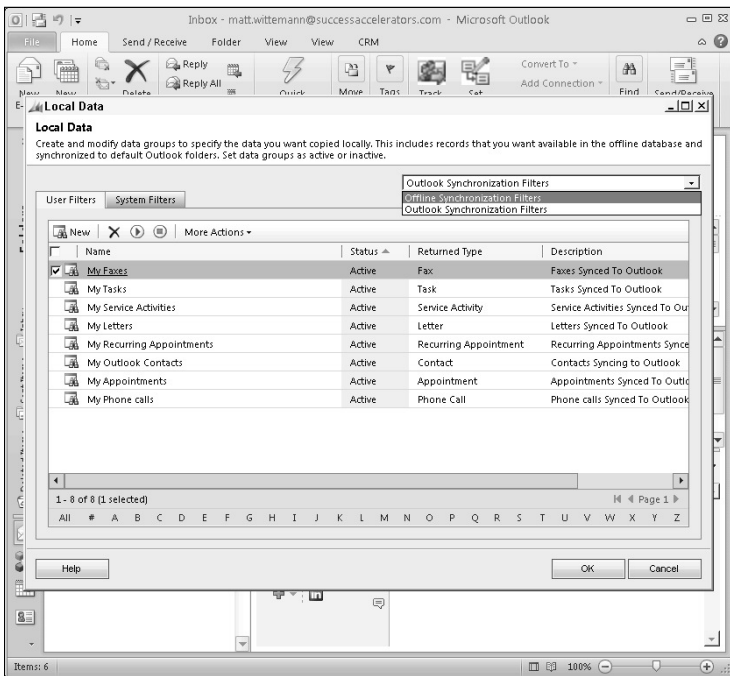 Inbox - matt.wittemann@successaccelerators.com - Microsoft Outlook
File Home Send / Receive Folder View View CRM
Reply
Reply All
Convert To
Add Connection
New New Delete Quick Move Tags Track Set Find Send/Receive
Local Data
Local Data
Create and modify data groups to specify the data you want copied locally. This includes records that you want available in the offline database and
synchronized to default Outlook folders. Set data groups as active or inactive.
Outlook Synchronization Filters
Offline Synchronization Filters
Outlook Synchronization Filters
User Filters System Filters
New More Actions
Name Status Returned Type Description
My Faxes Active Fax Faxes Synced To Outlook
My Tasks Active Task Tasks Synced To Outlook
My Service Activities Active Service Activity Service Activities Synced To Ou
My Letters Active Letter Letters Synced To Outlook
My Recurring Appointments Active Recurring Appointment Recurring Appointments Synce
My Outlook Contacts Active Contact Contacts Syncing to Outlook
My Appointments Active Appointment Appointments Synced To Outlo
My Phone calls Active Phone Call Phone calls Synced To Outlook
1 - 8 of 8 (1 selected) Page 1
All # A B C D E F G H I J K L M N O P Q R S T U V W X Y Z
Help OK Cancel
in
Items: 6 100%